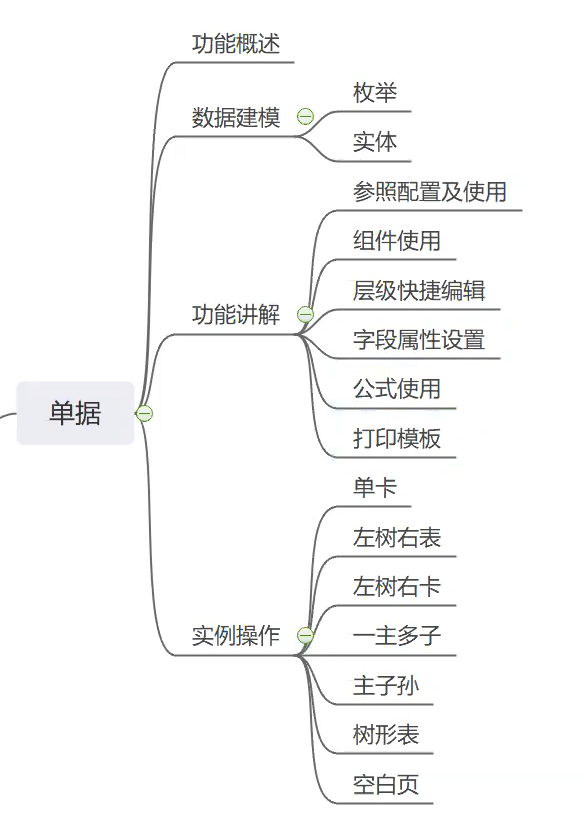 单据
功能概述
数据建模
枚举
实体
功能讲解
参照配置及使用
组件使用
层级快捷编辑
字段属性设置
公式使用
打印模板
实例操作
单卡
左树右表
左树右卡
一主多子
主子孙
树形表
空白页